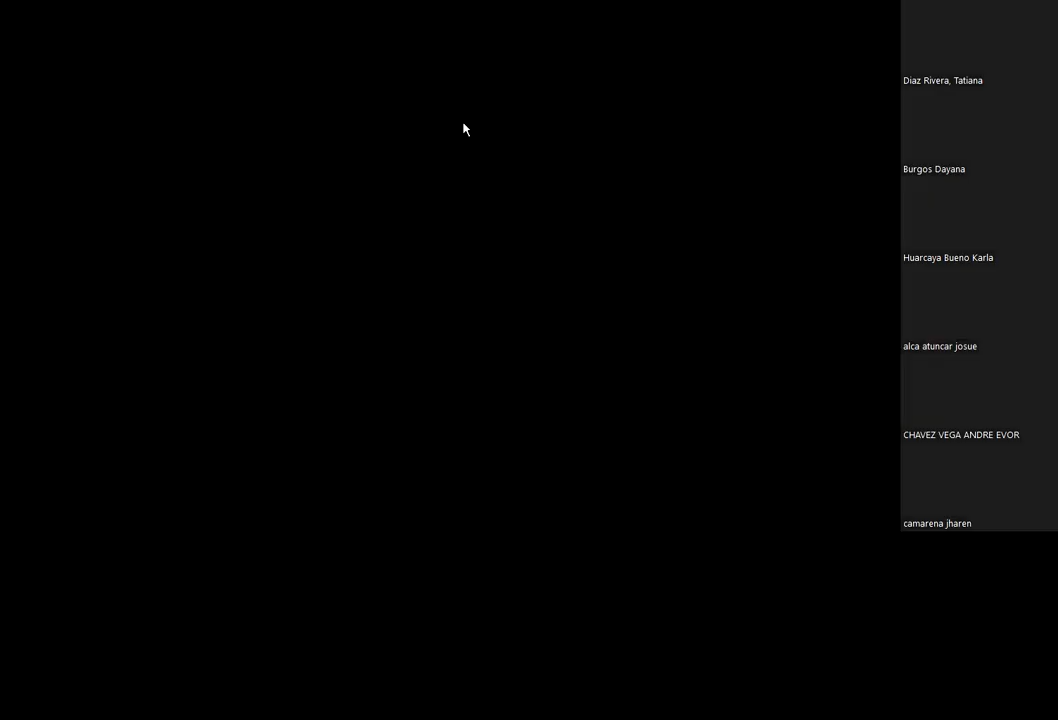 Diaz Rivera, Tatiana
Burgos Dayana
Huarcaya Bueno Karla
alca atuncar josue
CHAVEZ VEGA ANDRE EVOR
camarena jharen